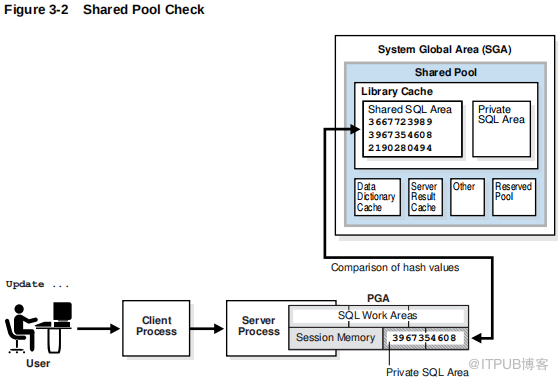 Figure 3-2 Shared Pool Check
System Global Area (SGA)
Shared Pool
Library Cache
Shared SQL Area
3667723989
3967354608
2190280494
Private
SQL Area
Data
Dictionary
Cache
Server
Result
Cache
Other
Reserved
Pool
Comparison of hash values
Update ...
User
Client
Process
Server
Process
PGA
SQL Work Areas
Session Memory
3967354608
Private SQL Area
@ITPUB博客